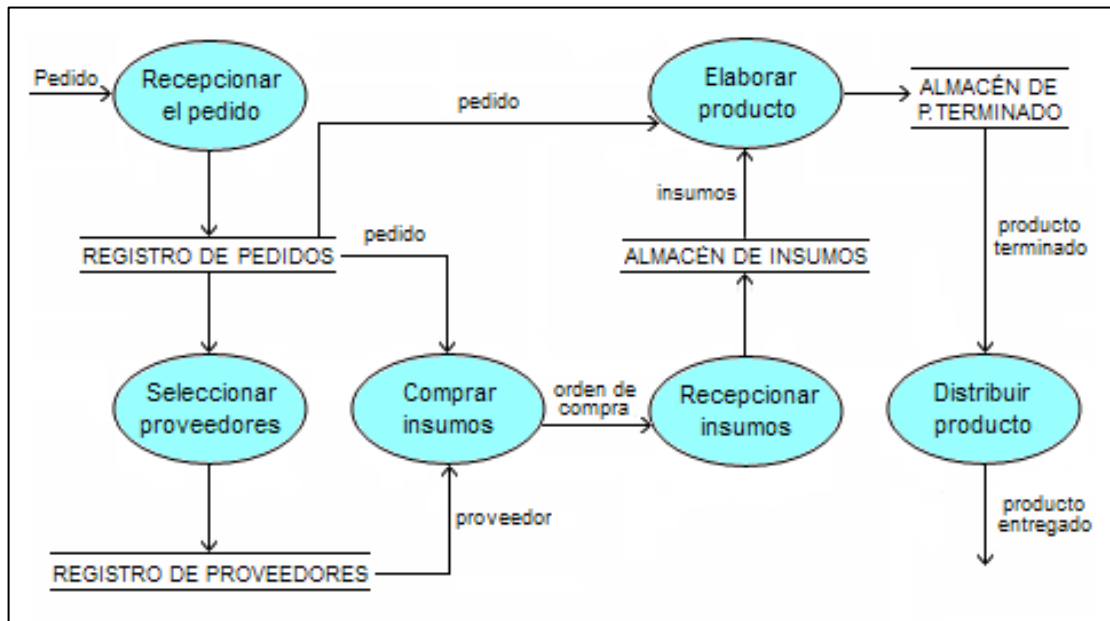 Pedido
Recepcionar
el pedido
pedido
Elaborar
producto
ALMACÉN DE
P.TERMINADO
insumos
REGISTRO DE PEDIDOS
pedido
ALMACÉN DE INSUMOS
producto
terminado
Seleccionar
proveedores
Comprar
insumos
orden de
compra
Recepcionar
insumos
Distribuir
producto
proveedor
producto
entregado
REGISTRO DE PROVEEDORES